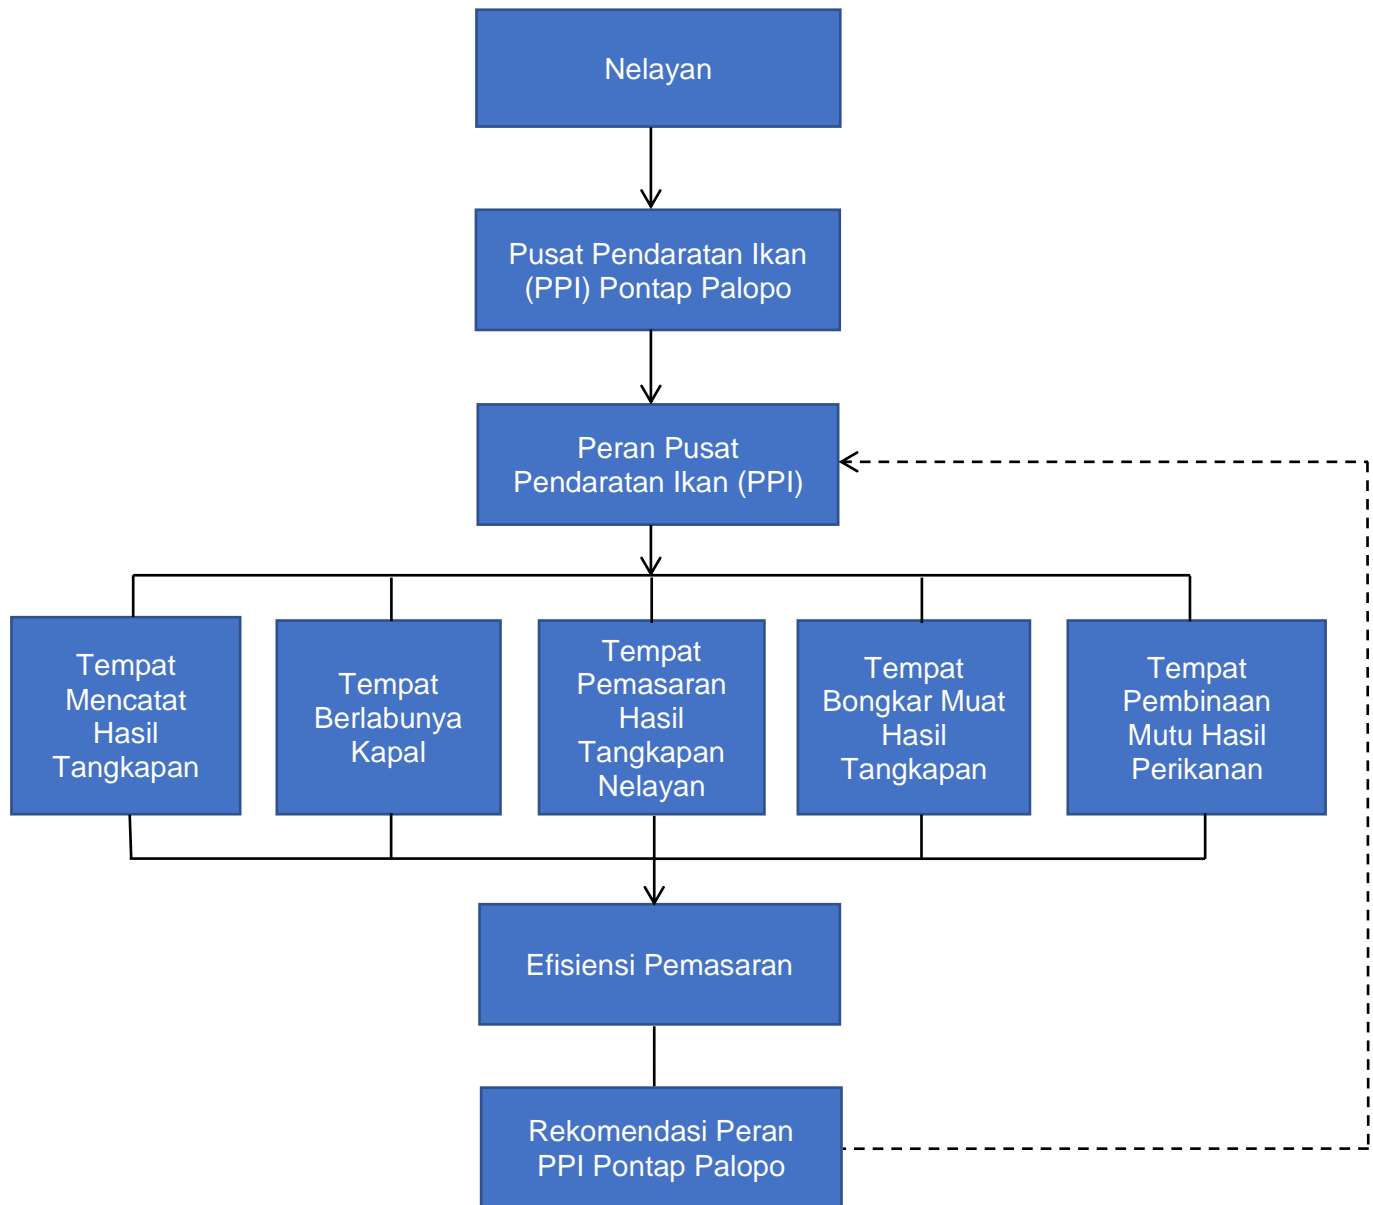 Nelayan
Pusat Pendaratan Ikan
(PPI) Pontap Palopo
Peran Pusat
Pendaratan Ikan (PPI)
Tempat
Mencatat
Hasil
Tangkapan
Tempat
Berlabunya
Kapal
Tempat
Pemasaran
Hasil
Tangkapan
Nelayan
Tempat
Bongkar Muat
Hasil
Tangkapan
Tempat
Pembinaan
Mutu Hasil
Perikanan
Efisiensi Pemasaran
Rekomendasi Peran
PPI Pontap Palopo